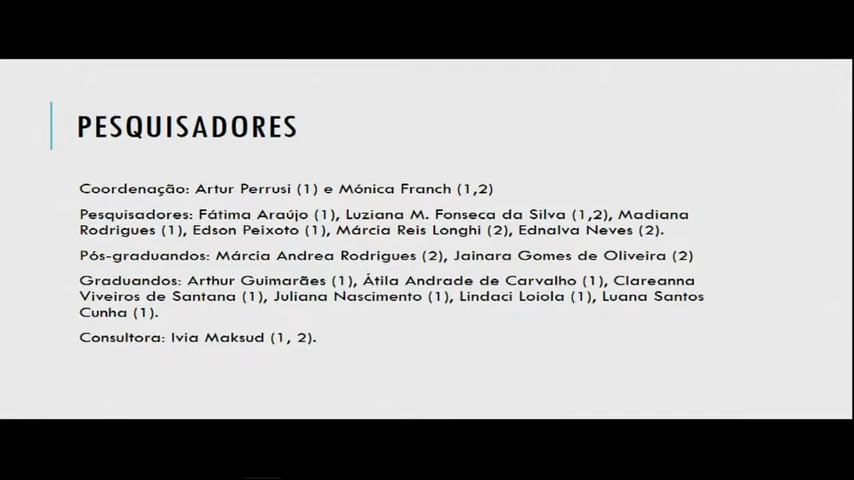 PESQUISADORES
Coordenação: Artur Perrusi (1) e Mónica Franch (1,2)
Pesquisadores: Fátima Araújo (1), Luziana M. Fonseca da Silva (1,2), Madiana
Rodrigues (1), Edson Peixoto (1), Márcia Reis Longhi (2), Ednalva Neves (2).
Pós-graduandos: Márcia Andrea Rodrigues (2), Jainara Gomes de Oliveira (2)
Graduandos: Arthur Guimarães (1), Átila Andrade de Carvalho (1), Clareanna
Viveiros de Santana (1), Juliana Nascimento (1), Lindaci Loiola (1), Luana Santos
Cunha (1).
Consultora: Ivia Maksud (1, 2).